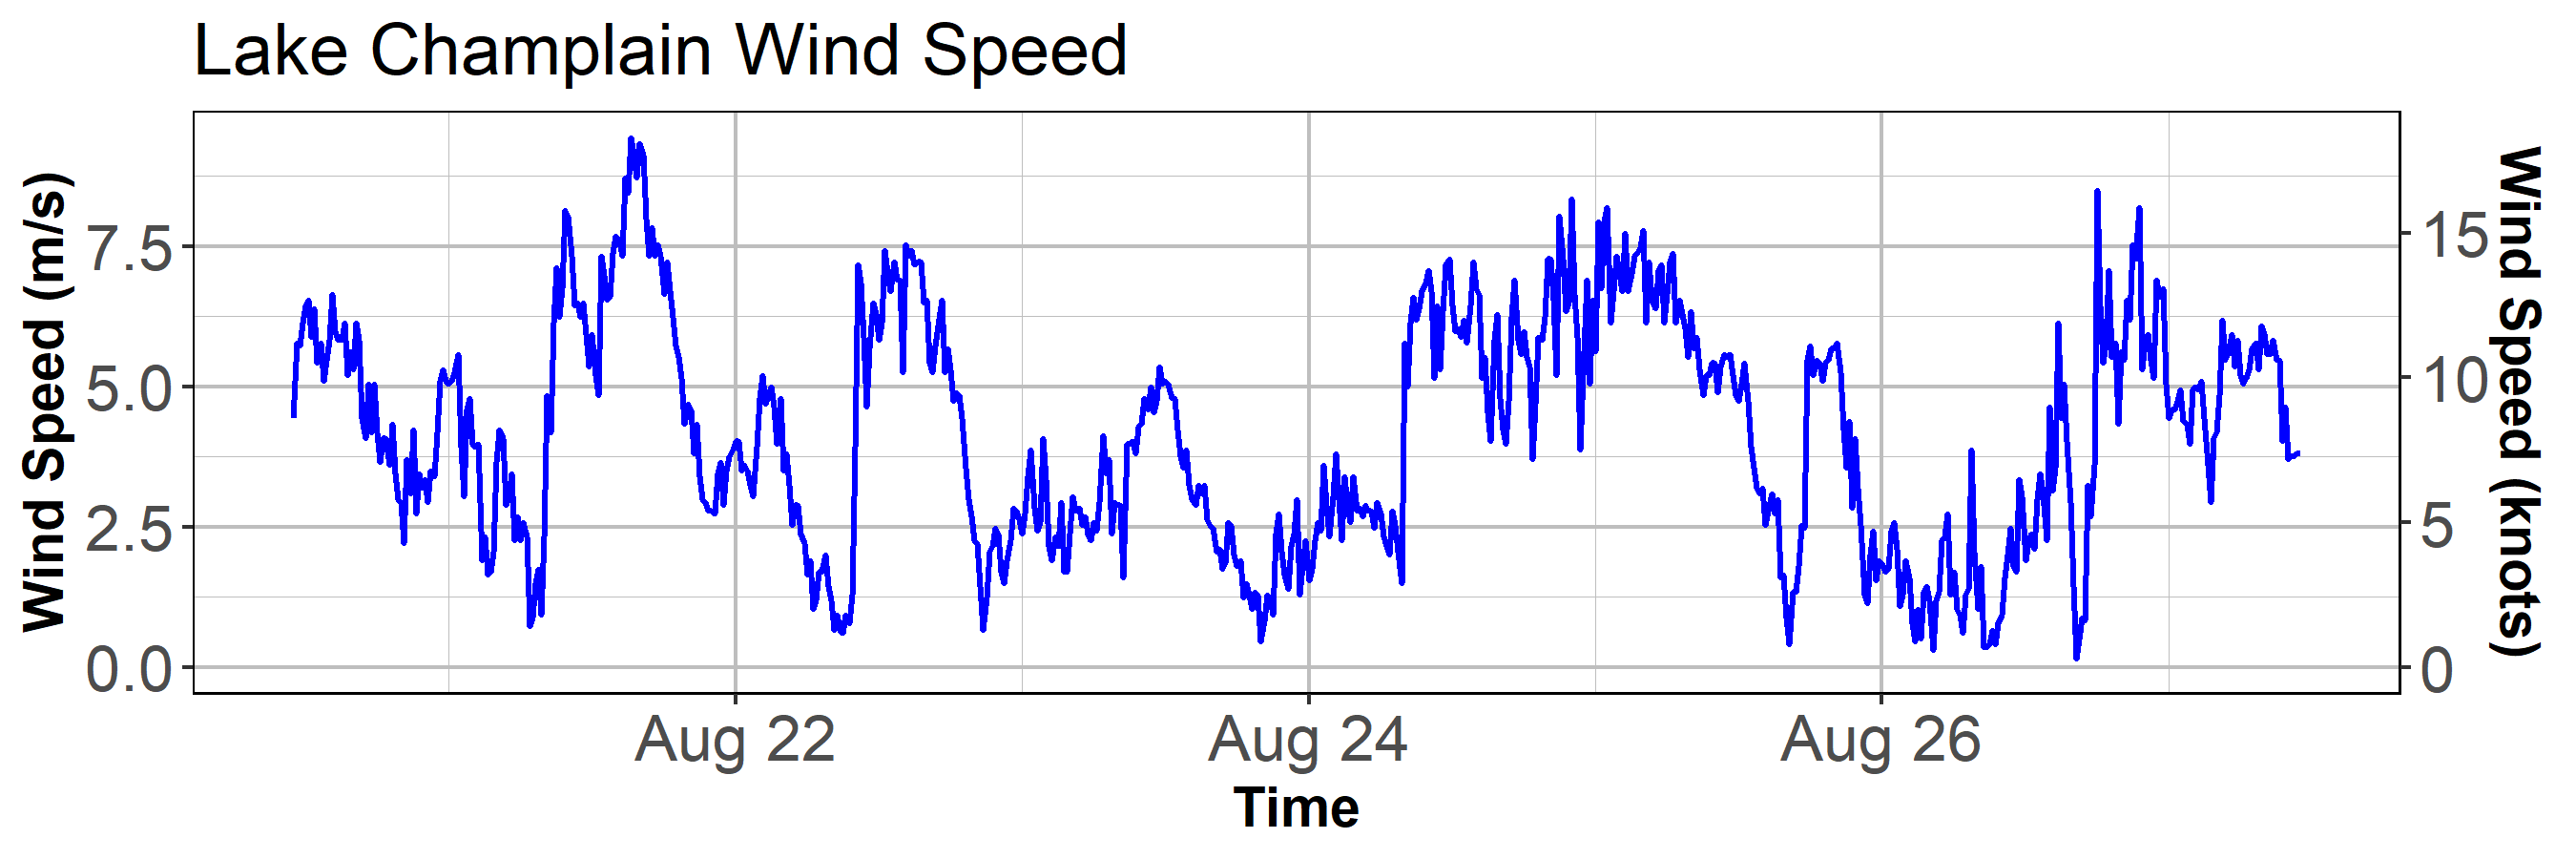 Lake Champlain Wind Speed
Wind Speed (m/s)
7.5
5.0
2.5
0.0
15
10
5
0
Wind Speed (knots)
Aug 22
Aug 24
Aug 26
Time